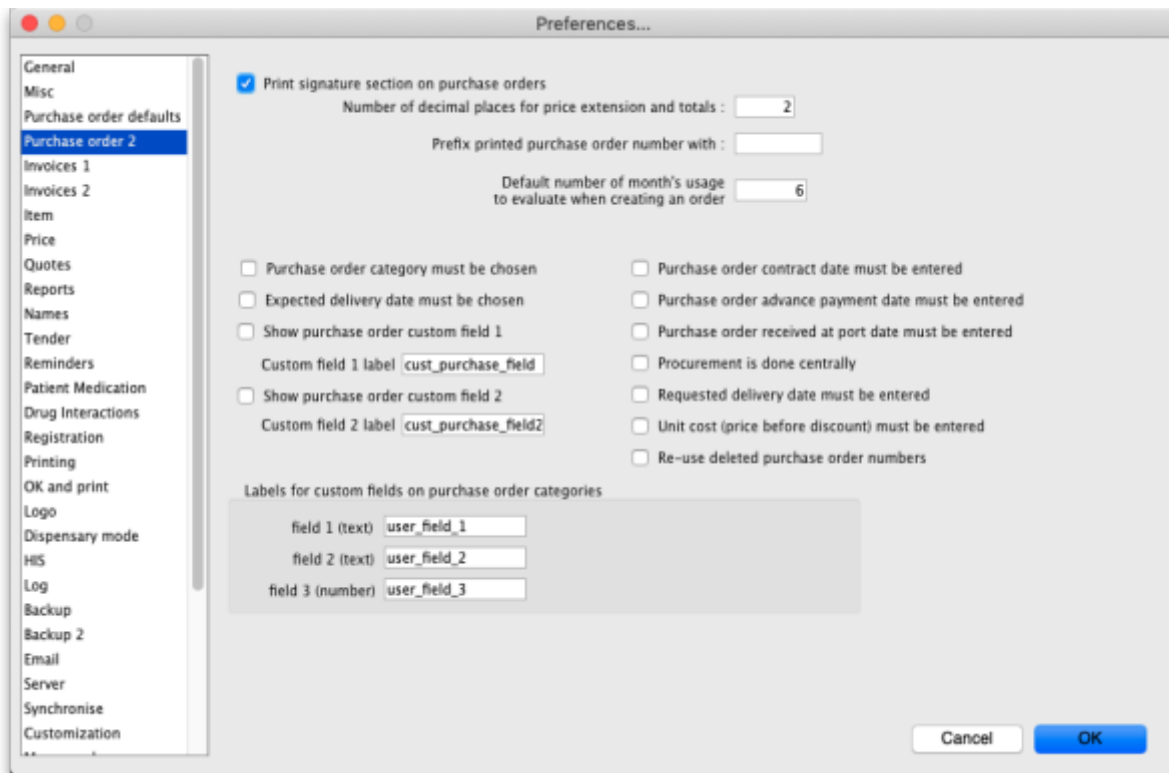 Preferences...
General
Misc
Purchase order defaults
Purchase order 2
Invoices 1
Invoices 2
Item
Price
Quotes
Reports
Names
Tender
Reminders
Patient Medication
Drug Interactions
Registration
Printing
OK and print
Logo
Dispensary mode
HIS
Log
Backup
Backup 2
Email
Server
Synchronise
Customization
Print signature section on purchase orders
Number of decimal places for price extension and totals : 2
Prefix printed purchase order number with :
Default number of month's usage
to evaluate when creating an order 6
Purchase order category must be chosen
Expected delivery date must be chosen
Show purchase order custom field 1
Custom field 1 label cust_purchase_field
Show purchase order custom field 2
Custom field 2 label cust_purchase_field2
Purchase order contract date must be entered
Purchase order advance payment date must be entered
Purchase order received at port date must be entered
Procurement is done centrally
Requested delivery date must be entered
Unit cost (price before discount) must be entered
Re-use deleted purchase order numbers
Labels for custom fields on purchase order categories
field 1 (text) user_field_1
field 2 (text) user_field_2
field 3 (number) user_field_3
Cancel
OK